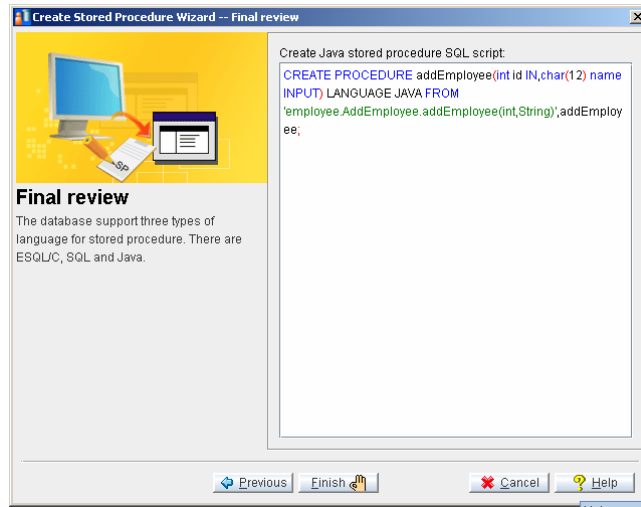 Create Stored Procedure Wizard -- Final review
Create Java stored procedure SQL script:
CREATE PROCEDURE addEmployee(int id IN,char(12) name
INPUT) LANGUAGE JAVA FROM
'employee.AddEmployee.addEmployee(int,String)',addEmploy
ee;
SP
Final review
The database support three types of
language for stored procedure. There are
ESQL/C, SQL and Java.
Previous
Finish
Cancel
Help